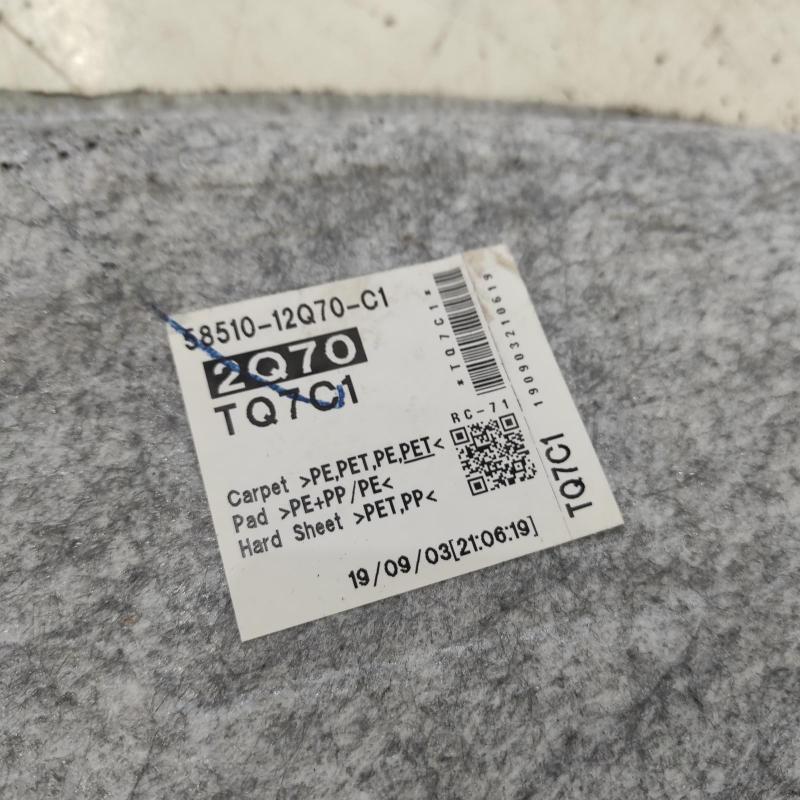 58510-12Q70-C1
2Q70
TQ7C1
*TQ7C1*
190903210619
RC-71
TQ7C1
Carpet >PE,PET,PE,PET<
Pad >PE+PP/PE<
Hard Sheet >PET,PP<
19/09/03[21:06:19]